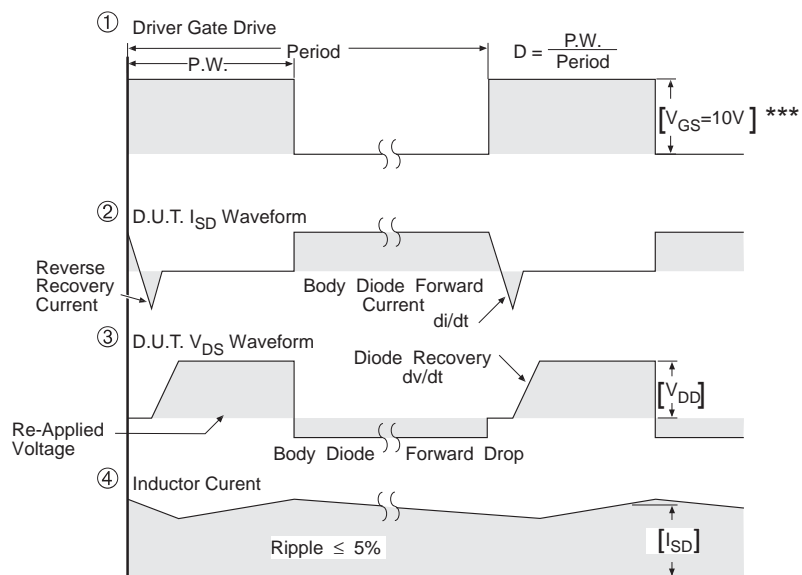 ① Driver Gate Drive
Period
P.W.
D = P.W. / Period
[VGS=10V] ***
② D.U.T. ISD Waveform
Reverse
Recovery
Current
Body Diode Forward
Current
di/dt
③ D.U.T. VDS Waveform
Diode Recovery
dv/dt
[VDD]
Re-Applied
Voltage
Body Diode Forward Drop
④ Inductor Curent
Ripple ≤ 5%
[ISD]